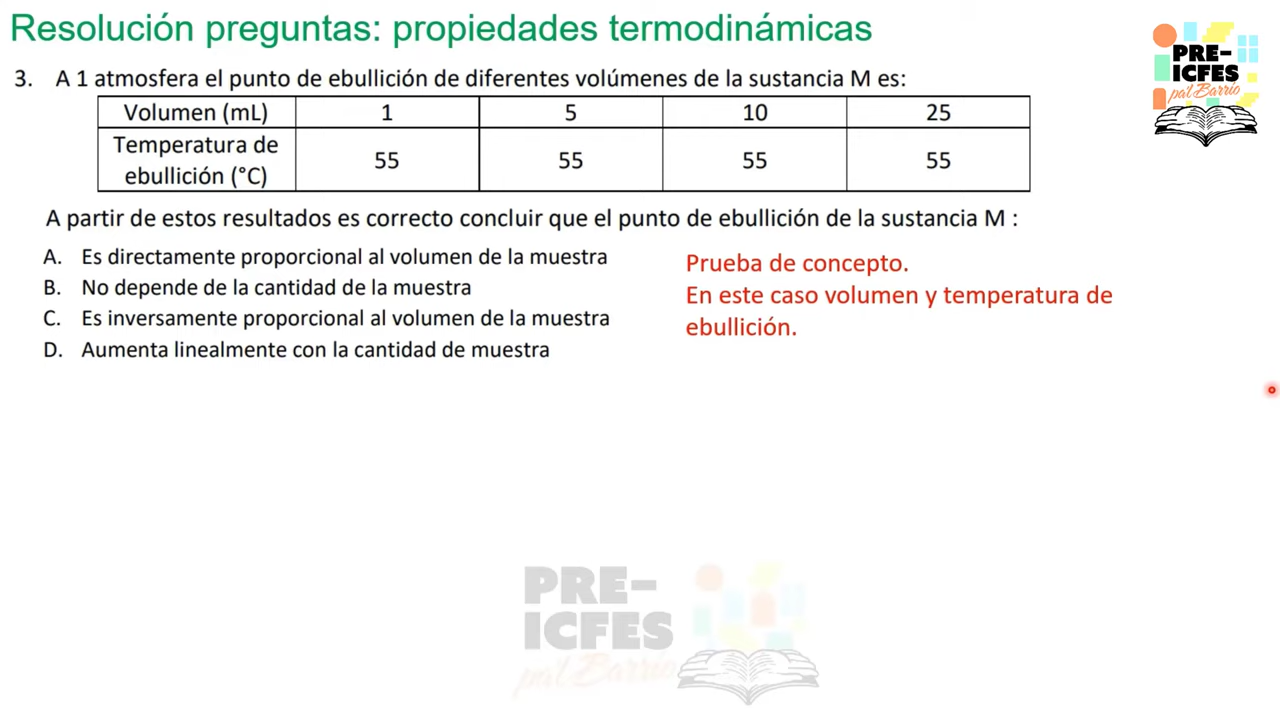 Resolución preguntas: propiedades termodinámicas
PRE-
ICFES
pa'l Barrio
3. A 1 atmosfera el punto de ebullición de diferentes volúmenes de la sustancia M es:
Volumen (mL) 1 5 10 25
Temperatura de
ebullición (°C) 55 55 55 55
A partir de estos resultados es correcto concluir que el punto de ebullición de la sustancia M :
A. Es directamente proporcional al volumen de la muestra
B. No depende de la cantidad de la muestra
C. Es inversamente proporcional al volumen de la muestra
D. Aumenta linealmente con la cantidad de muestra
Prueba de concepto.
En este caso volumen y temperatura de
ebullición.
PRE-
ICFES
pa'l Barrio